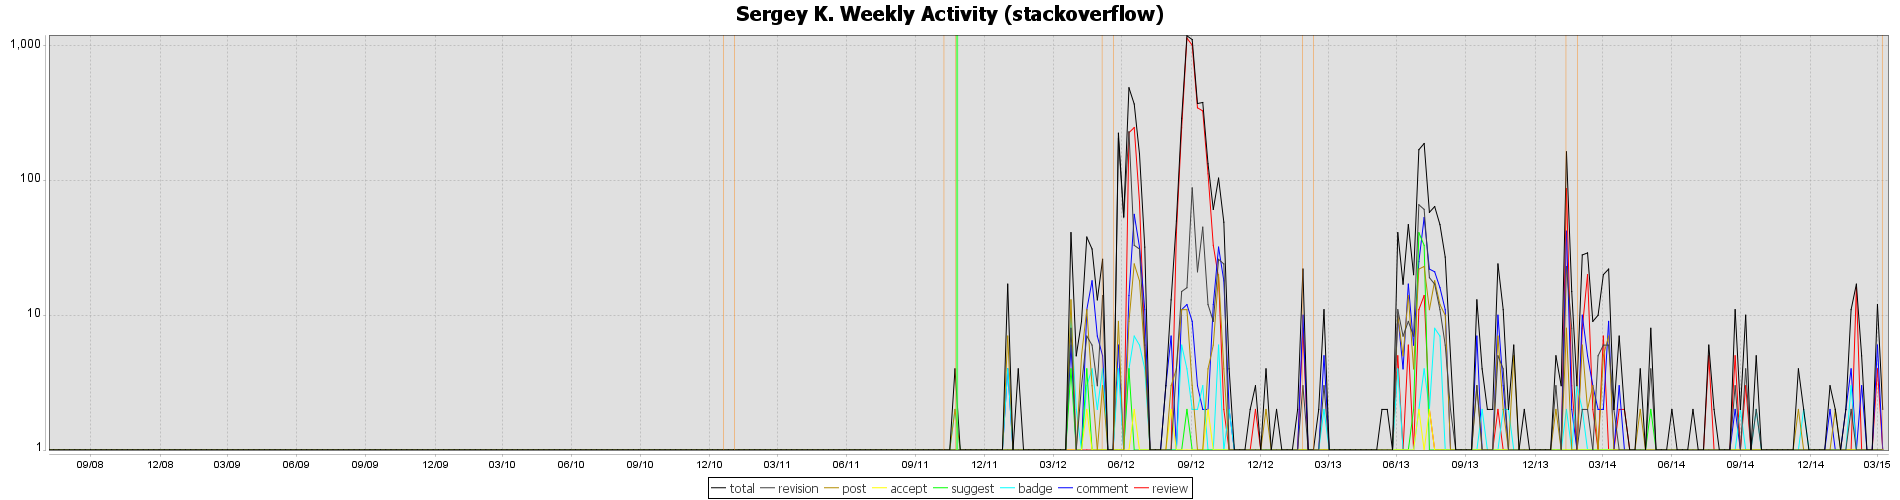 Sergey K. Weekly Activity (stackoverflow)
1,000
100
10
1
09/08 12/08 03/09 06/09 09/09 12/09 03/10 06/10 09/10 12/10 03/11 06/11 09/11 12/11 03/12 06/12 09/12 12/12 03/13 06/13 09/13 12/13 03/14 06/14 09/14 12/14 03/15
total revision post accept suggest badge comment review